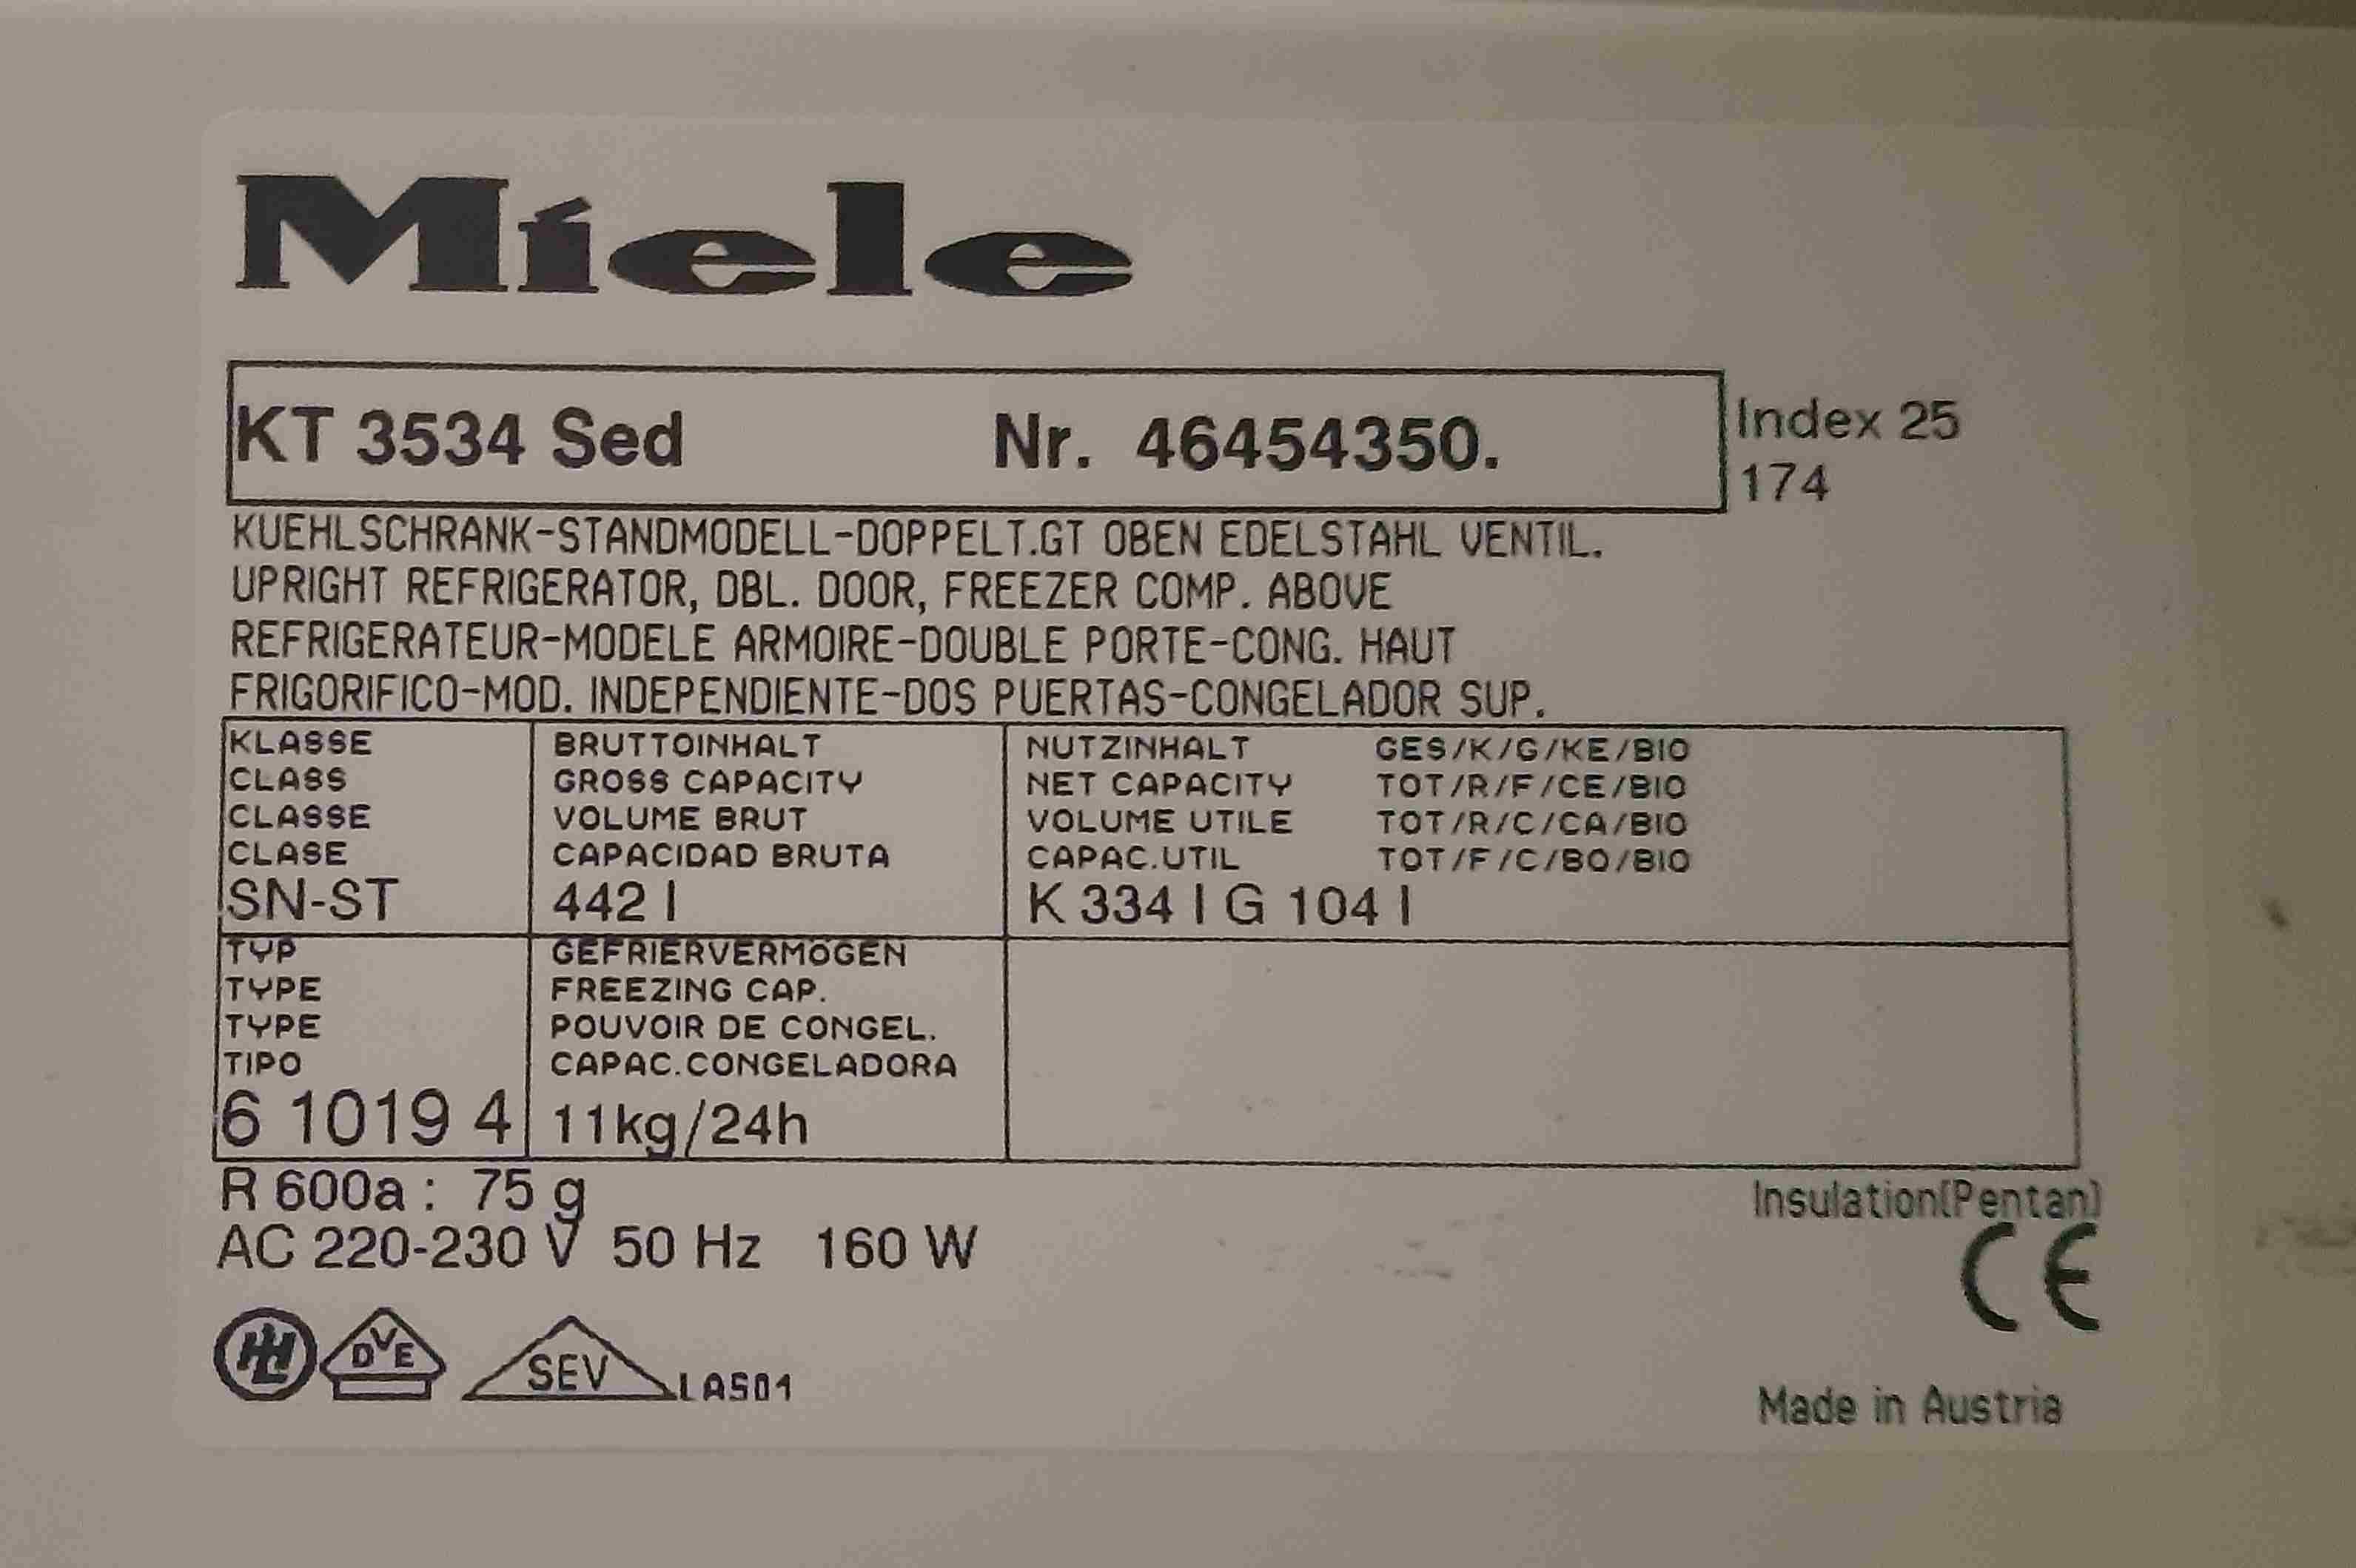 Miele
KT 3534 Sed Nr. 46454350. Index 25
174
KUEHLSCHRANK-STANDMODELL-DOPPELT.GT OBEN EDELSTAHL VENTIL.
UPRIGHT REFRIGERATOR, DBL. DOOR, FREEZER COMP. ABOVE
REFRIGERATEUR-MODELE ARMOIRE-DOUBLE PORTE-CONG. HAUT
FRIGORIFICO-MOD. INDEPENDIENTE-DOS PUERTAS-CONGELADOR SUP.
KLASSE BRUTTOINHALT NUTZINHALT GES/K/G/KE/BIO
CLASS GROSS CAPACITY NET CAPACITY TOT/R/F/CE/BIO
CLASSE VOLUME BRUT VOLUME UTILE TOT/R/C/CA/BIO
CLASE CAPACIDAD BRUTA CAPAC.UTIL TOT/F/C/BO/BIO
SN-ST 442 l K 334 l G 104 l
TYP GEFRIERVERMÖGEN
TYPE FREEZING CAP.
TYPE POUVOIR DE CONGEL.
TIPO CAPAC.CONGELADORA
6 1019 4 11kg/24h
R 600a : 75 g Insulation(Pentan)
AC 220-230 V 50 Hz 160 W CE
DVE SEV LAS01 Made in Austria